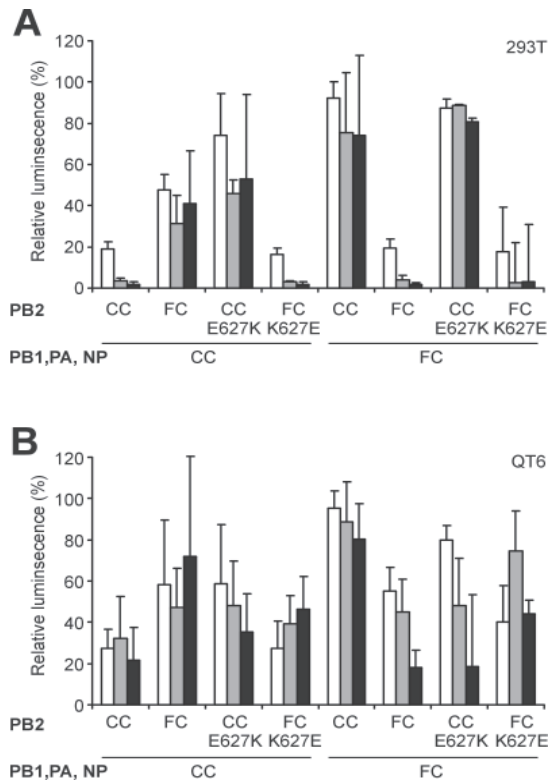 A
293T
Relative luminsecence (%)
120
100
80
60
40
20
0
PB2 CC FC CC FC CC FC CC FC
E627K K627E E627K K627E
PB1,PA, NP CC FC
B
QT6
Relative luminsecence (%)
120
100
80
60
40
20
0
PB2 CC FC CC FC CC FC CC FC
E627K K627E E627K K627E
PB1,PA, NP CC FC